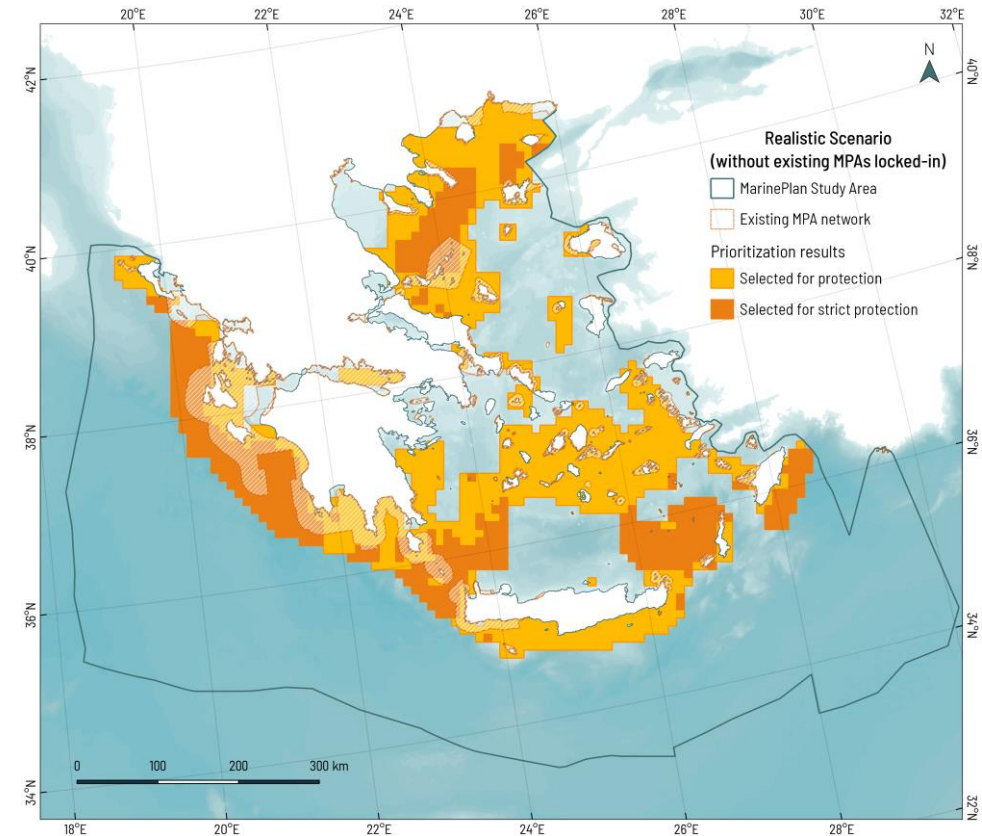 20°E 22°E 24°E 26°E 28°E 30°E 32°E
42°N
40°N
38°N
36°N
34°N
N
40°N
38°N
36°N
34°N
32°N
Realistic Scenario
(without existing MPAs locked-in)
MarinePlan Study Area
Existing MPA network
Prioritization results
Selected for protection
Selected for strict protection
0 100 200 300 km
18°E 20°E 22°E 24°E 26°E 28°E